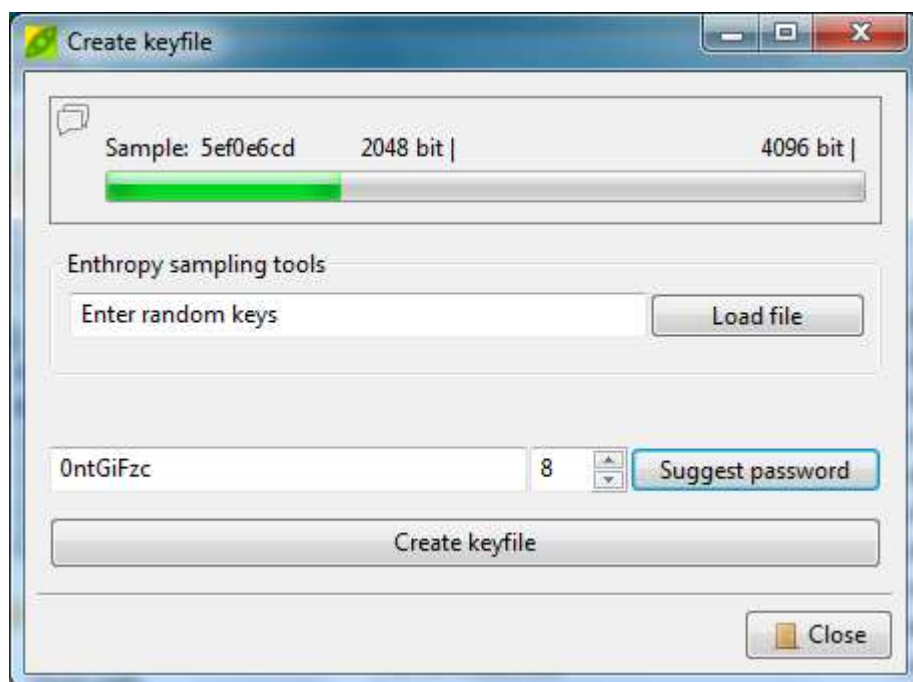 Create keyfile
Sample: 5ef0e6cd 2048 bit | 4096 bit |
Enthropy sampling tools
Enter random keys Load file
0ntGiFzc 8 Suggest password
Create keyfile
Close